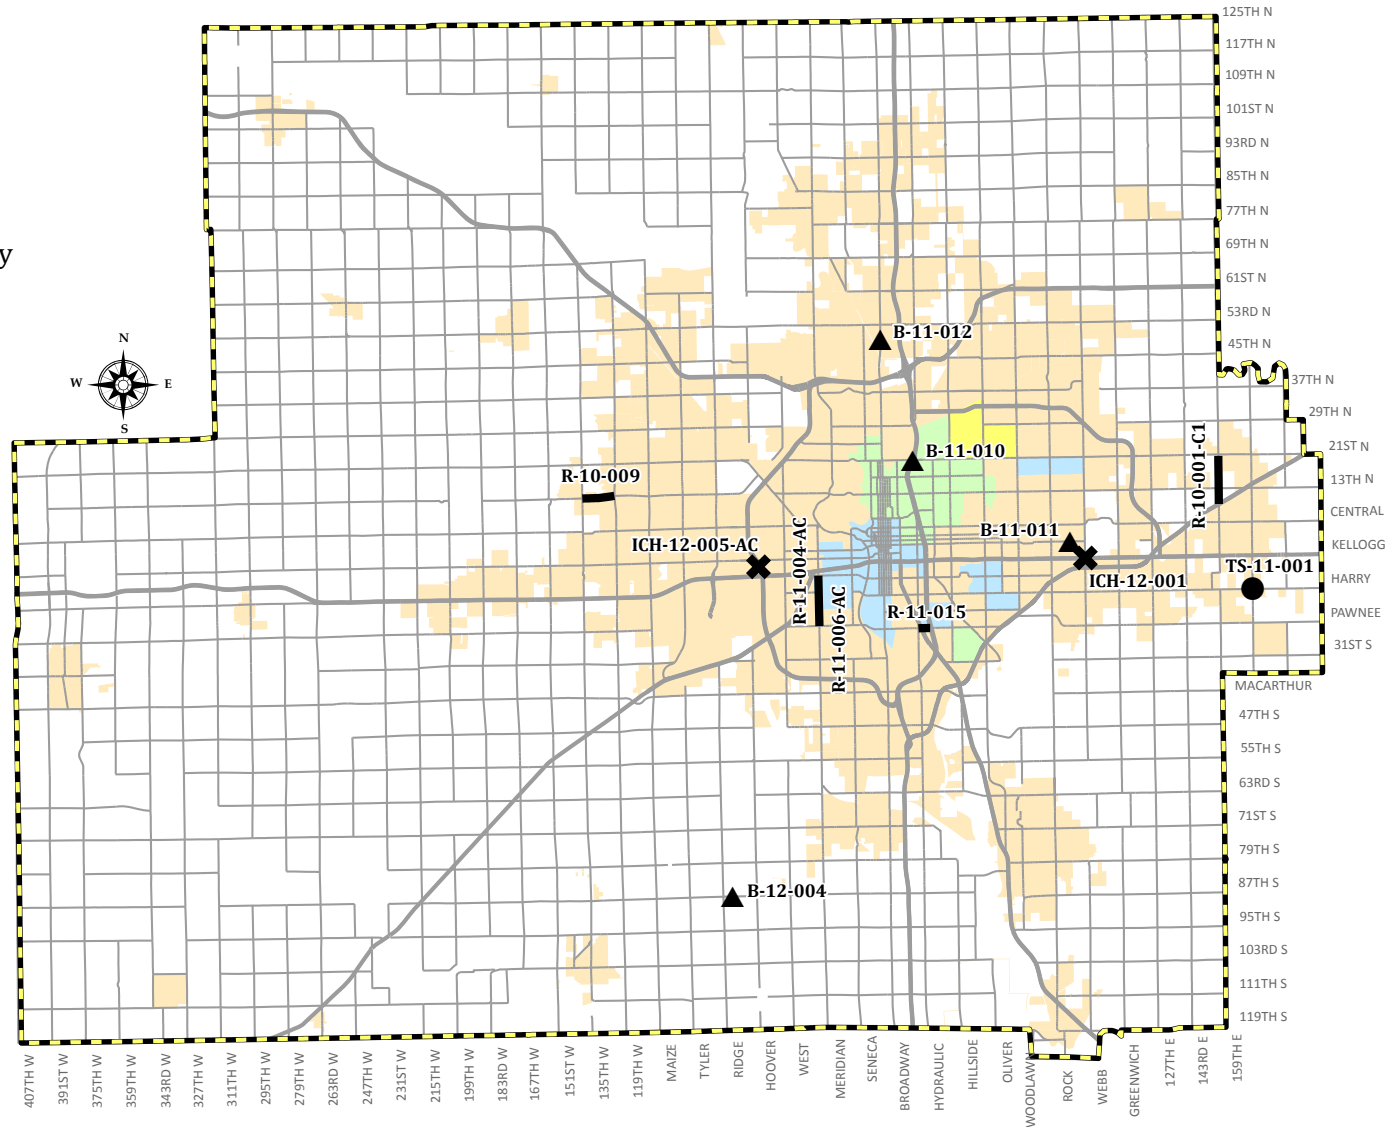 125TH N
117TH N
109TH N
101ST N
93RD N
85TH N
77TH N
69TH N
y
61ST N
53RD N
B-11-012
45TH N
N
W E
S
37TH N
29TH N
R-10-001-C1
21ST N
B-11-010
R-10-009
13TH N
CENTRAL
B-11-011
ICH-12-005-AC
R-11-004-AC
KELLOGG
TS-11-001
ICH-12-001
HARRY
R-11-006-AC
R-11-015
PAWNEE
31ST S
MACARTHUR
47TH S
55TH S
63RD S
71ST S
79TH S
87TH S
B-12-004
95TH S
103RD S
111TH S
119TH S
407TH W
391ST W
375TH W
359TH W
343RD W
327TH W
311TH W
295TH W
279TH W
263RD W
247TH W
231ST W
215TH W
199TH W
183RD W
167TH W
151ST W
135TH W
119TH W
MAIZE
TYLER
RIDGE
HOOVER
WEST
MERIDIAN
SENECA
BROADWAY
HYDRAULIC
HILLSIDE
OLIVER
WOODLAWN
ROCK
WEBB
GREENWICH
127TH E
143RD E
159TH E